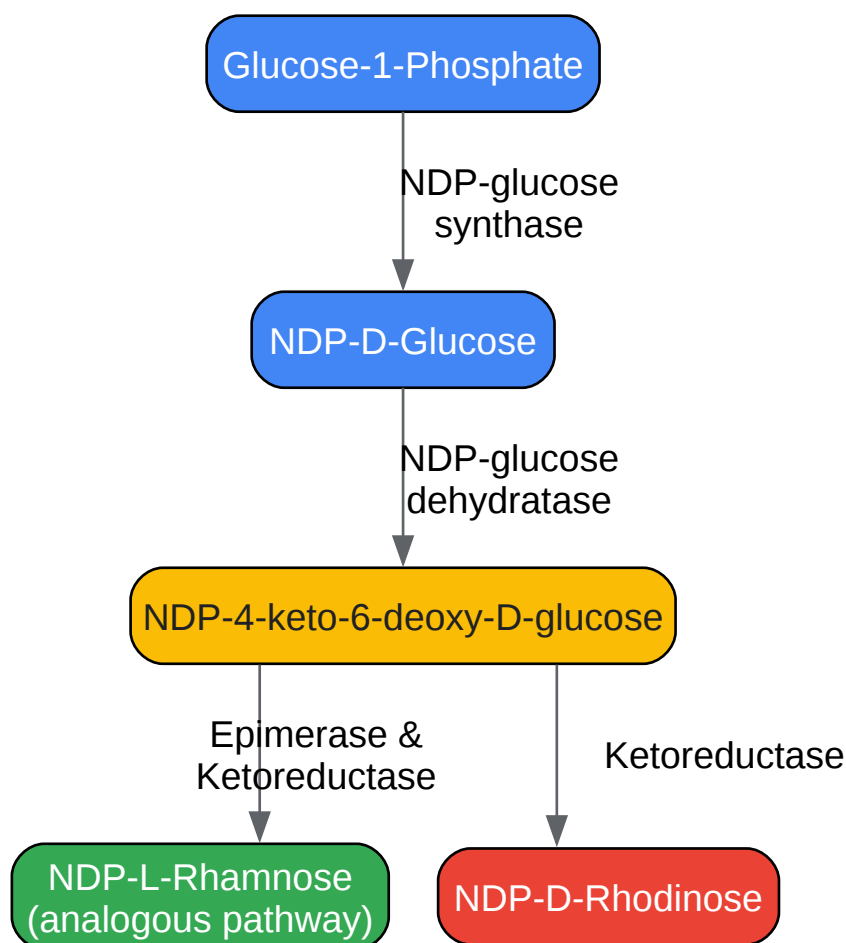 Glucose-1-Phosphate
NDP-glucose
synthase
NDP-D-Glucose
NDP-glucose
dehydratase
NDP-4-keto-6-deoxy-D-glucose
Epimerase &
Ketoreductase
Ketoreductase
NDP-L-Rhamnose
(analogous pathway)
NDP-D-Rhodinose